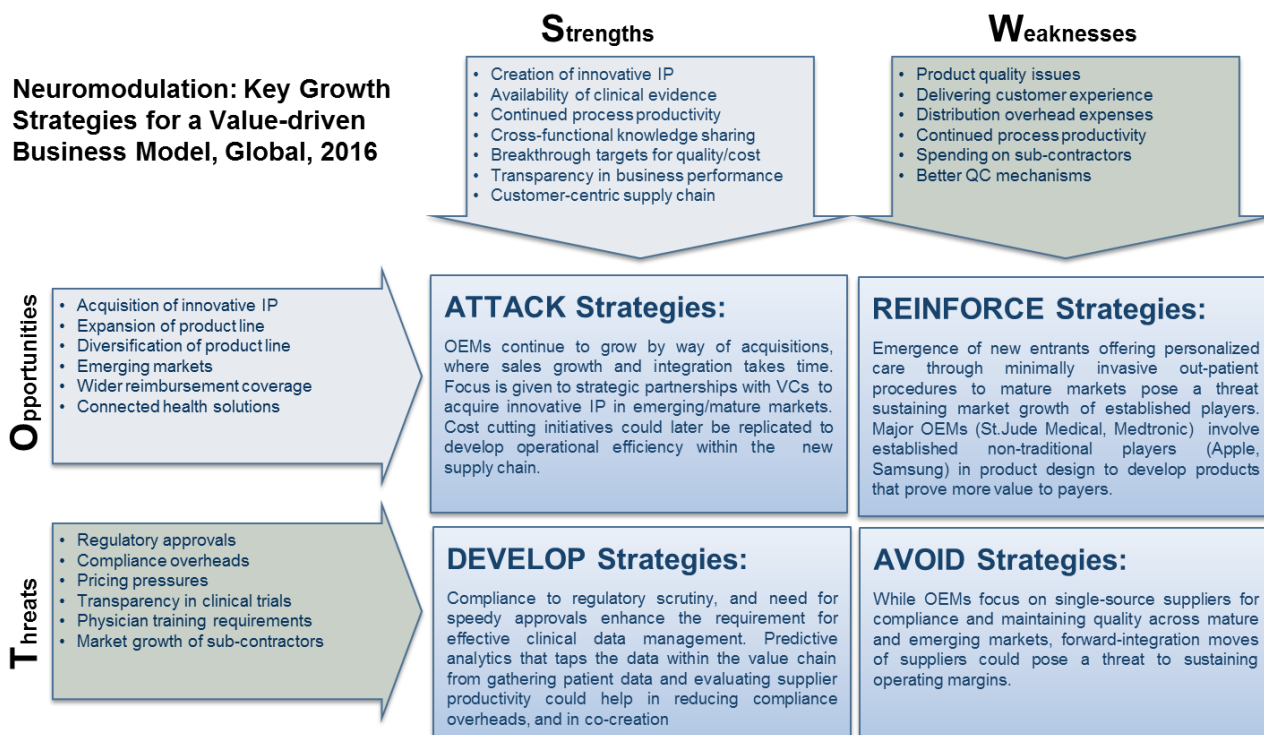 Strengths
Weaknesses
Neuromodulation: Key Growth
Strategies for a Value-driven
Business Model, Global, 2016
• Creation of innovative IP
• Availability of clinical evidence
• Continued process productivity
• Cross-functional knowledge sharing
• Breakthrough targets for quality/cost
• Transparency in business performance
• Customer-centric supply chain
• Product quality issues
• Delivering customer experience
• Distribution overhead expenses
• Continued process productivity
• Spending on sub-contractors
• Better QC mechanisms
Opportunities
• Acquisition of innovative IP
• Expansion of product line
• Diversification of product line
• Emerging markets
• Wider reimbursement coverage
• Connected health solutions
ATTACK Strategies:
OEMs continue to grow by way of acquisitions,
where sales growth and integration takes time.
Focus is given to strategic partnerships with VCs to
acquire innovative IP in emerging/mature markets.
Cost cutting initiatives could later be replicated to
develop operational efficiency within the new
supply chain.
REINFORCE Strategies:
Emergence of new entrants offering personalized
care through minimally invasive out-patient
procedures to mature markets pose a threat
sustaining market growth of established players.
Major OEMs (St.Jude Medical, Medtronic) involve
established non-traditional players (Apple,
Samsung) in product design to develop products
that prove more value to payers.
Threats
• Regulatory approvals
• Compliance overheads
• Pricing pressures
• Transparency in clinical trials
• Physician training requirements
• Market growth of sub-contractors
DEVELOP Strategies:
Compliance to regulatory scrutiny, and need for
speedy approvals enhance the requirement for
effective clinical data management. Predictive
analytics that taps the data within the value chain
from gathering patient data and evaluating supplier
productivity could help in reducing compliance
overheads, and in co-creation
AVOID Strategies:
While OEMs focus on single-source suppliers for
compliance and maintaining quality across mature
and emerging markets, forward-integration moves
of suppliers could pose a threat to sustaining
operating margins.